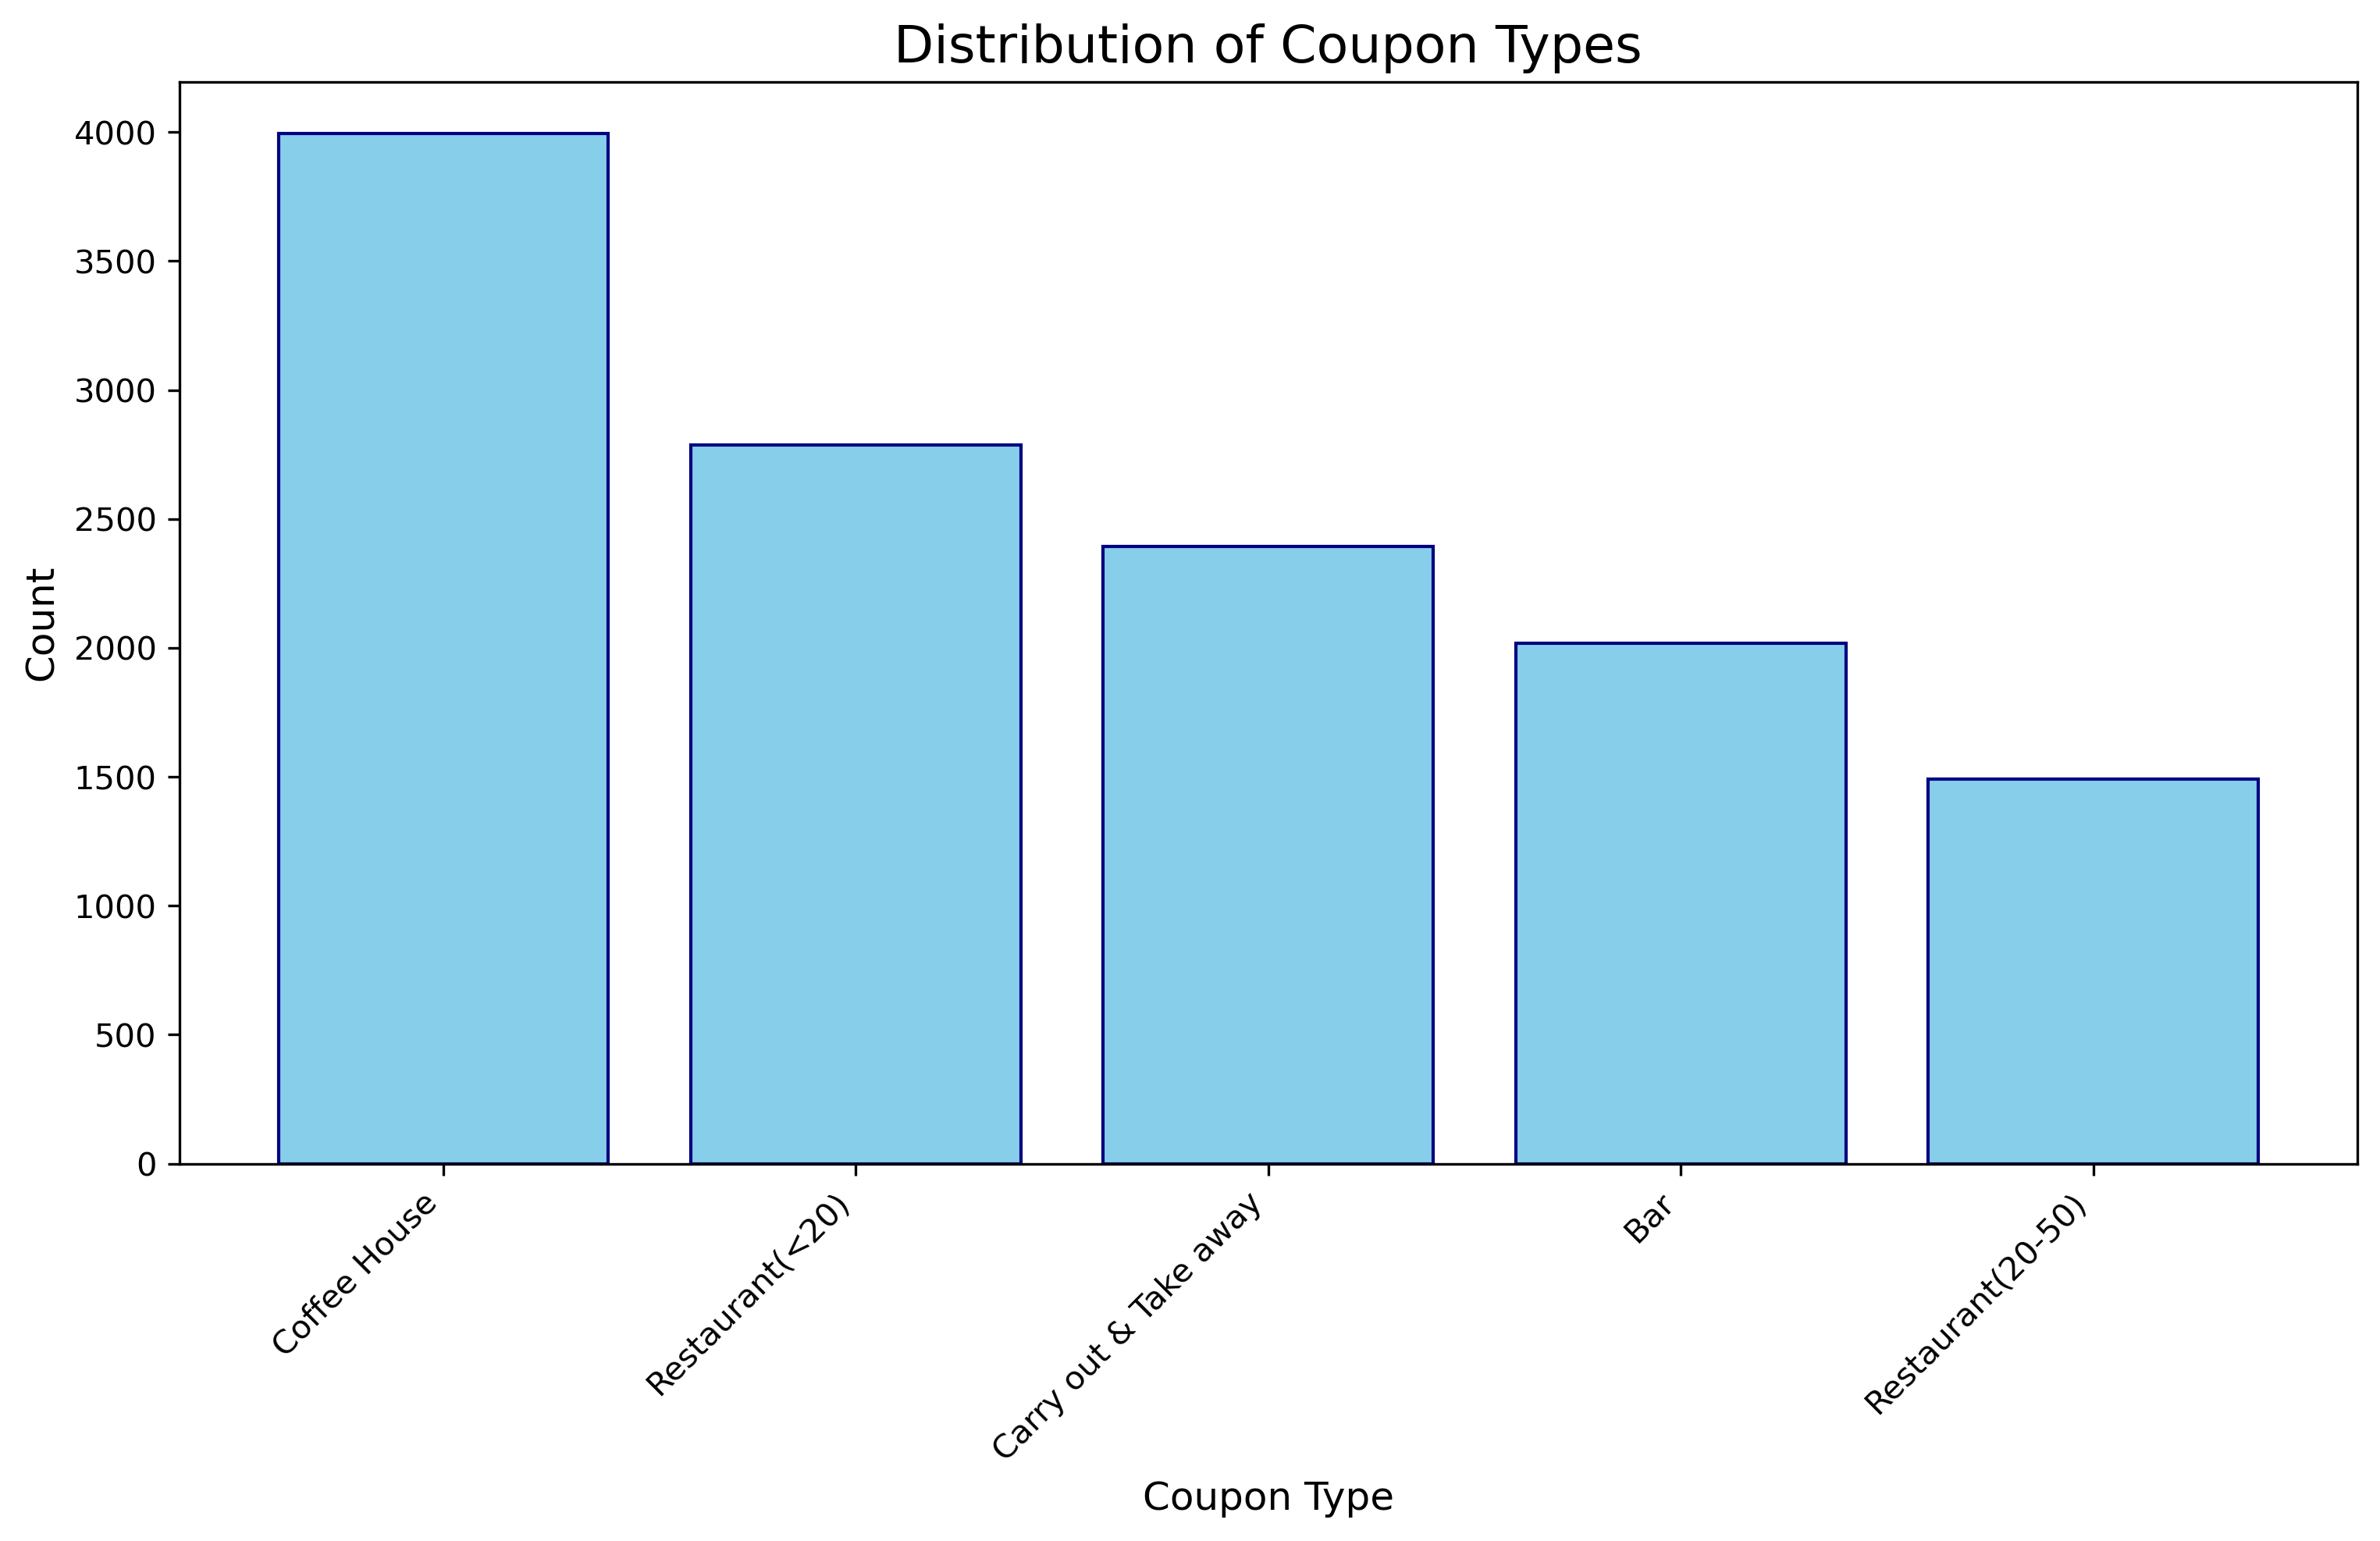 Distribution of Coupon Types
Count
4000
3500
3000
2500
2000
1500
1000
500
0
Coffee House
Restaurant(<20)
Carry out & Take away
Bar
Restaurant(20-50)
Coupon Type